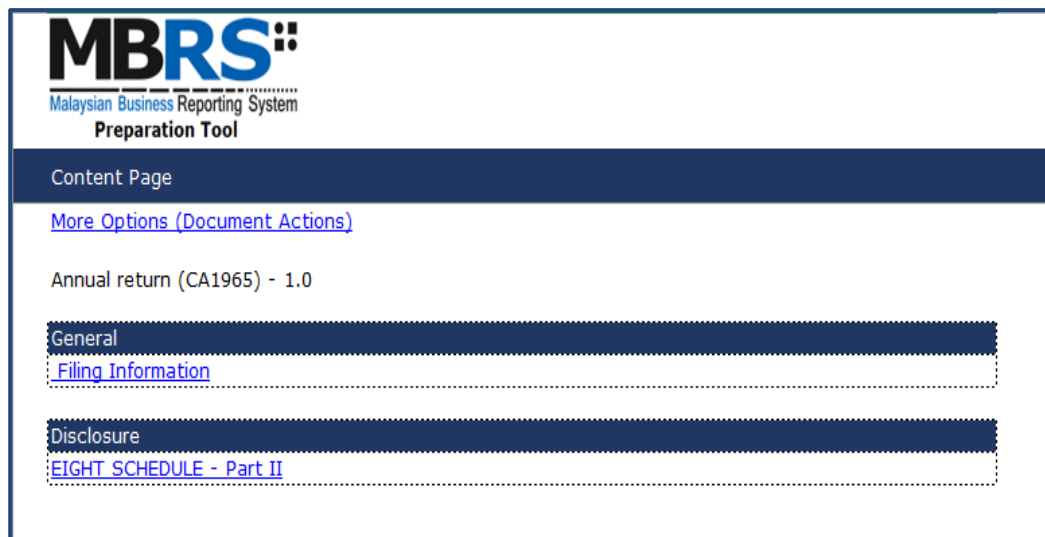 MBRS
Malaysian Business Reporting System
Preparation Tool
Content Page
More Options (Document Actions)
Annual return (CA1965) - 1.0
General
Filing Information
Disclosure
EIGHT SCHEDULE - Part II